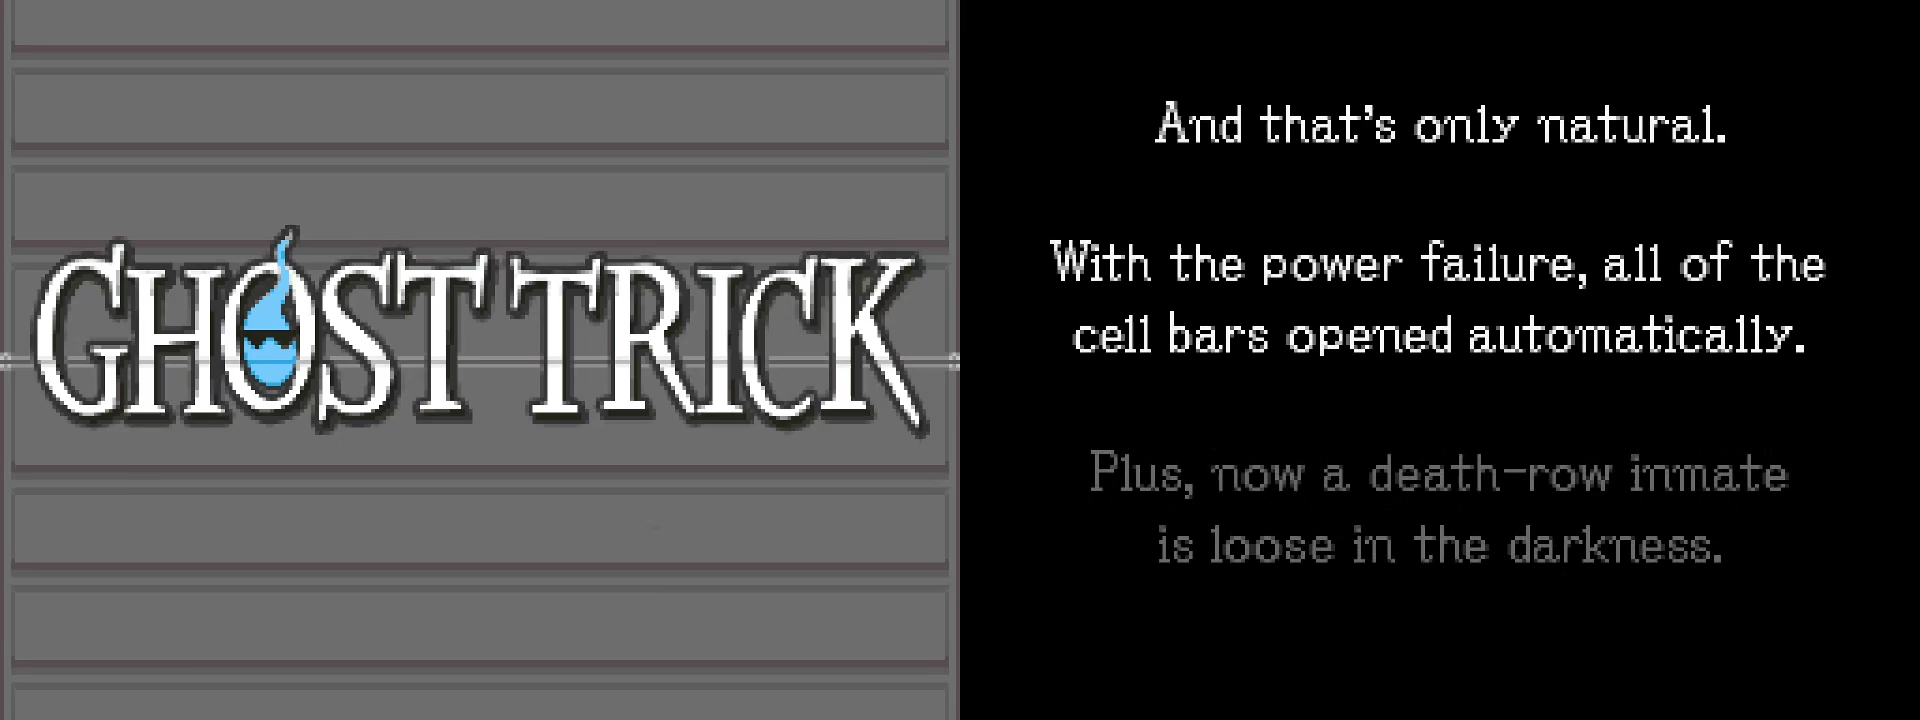 GHOST TRICK
And that's only natural.
With the power failure, all of the
cell bars opened automatically.
Plus, now a death-row inmate
is loose in the darkness.